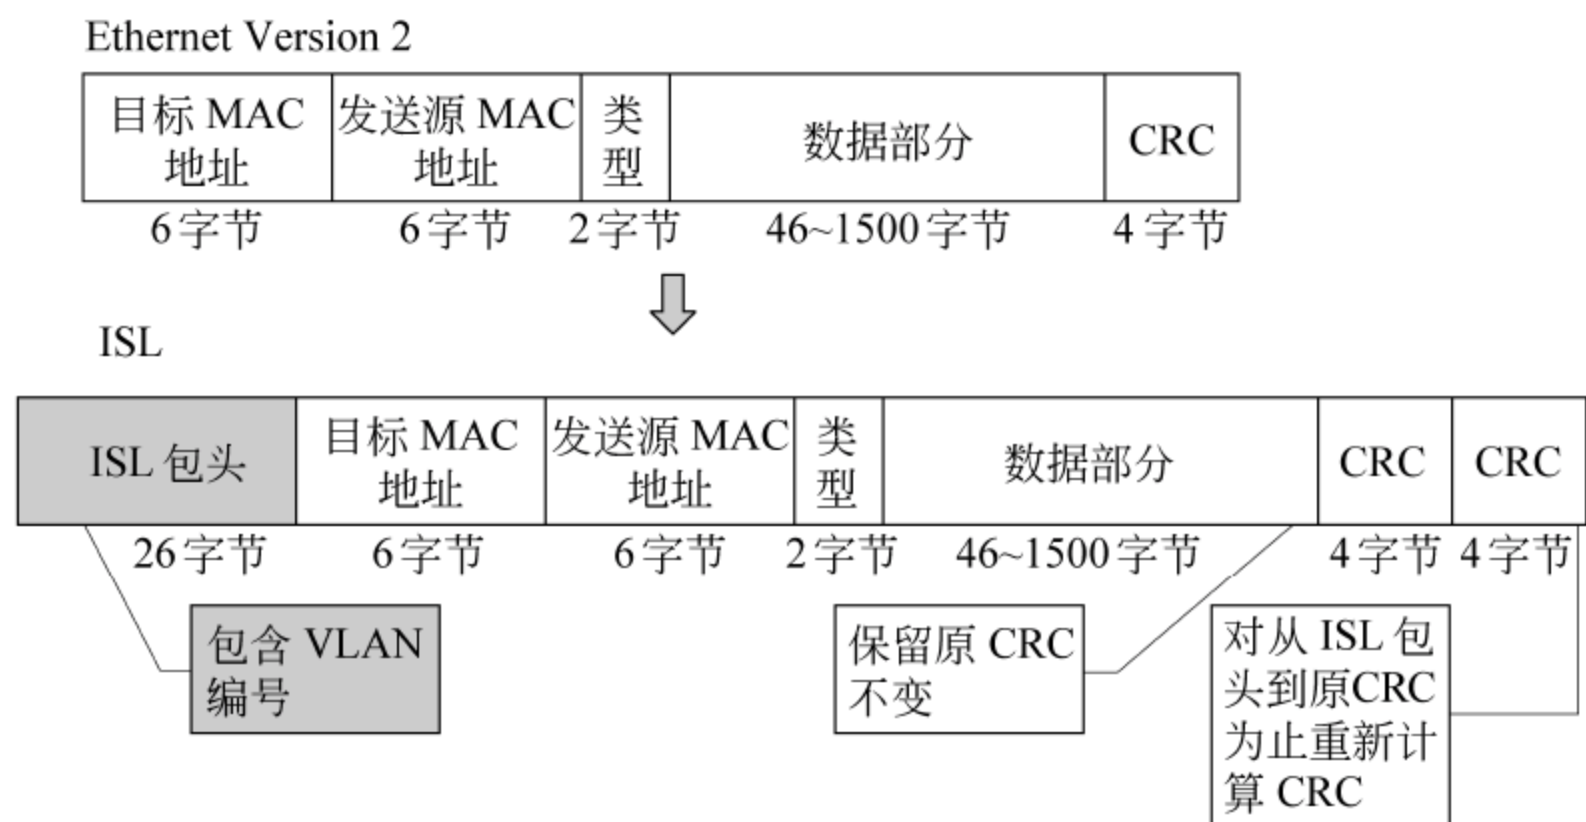 Ethernet Version 2
目标 MAC
地址
发送源 MAC
地址
类
型
数据部分
CRC
6字节
6字节
2字节
46~1500字节
4字节
ISL
ISL包头
目标 MAC
地址
发送源 MAC
地址
类
型
数据部分
CRC
CRC
26字节
6字节
6字节
2字节
46~1500字节
4字节
4字节
包含 VLAN
编号
保留原 CRC
不变
对从 ISL 包
头到原CRC
为止重新计
算 CRC